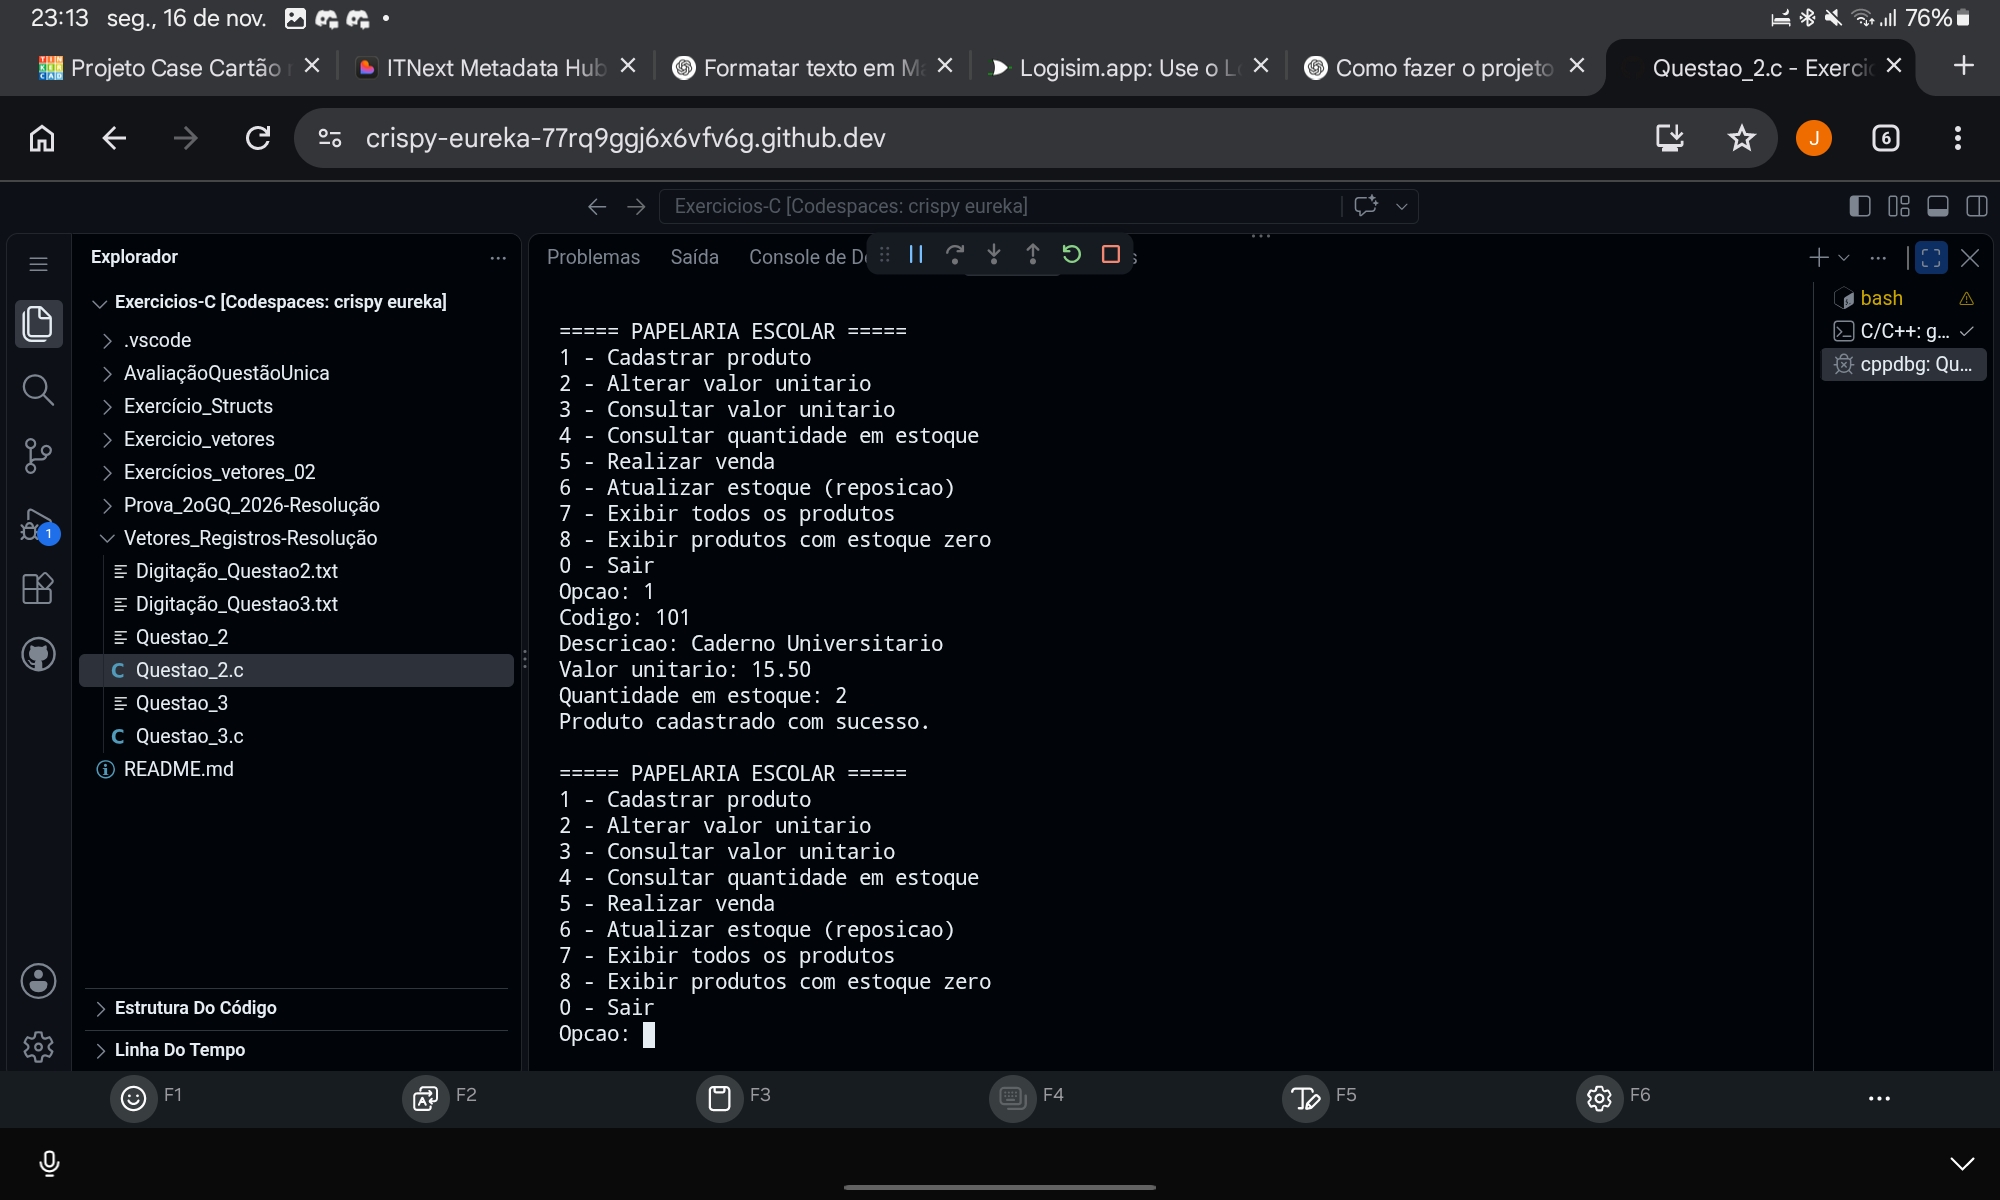 23:13 seg., 16 de nov.
76%
Projeto Case Cartão
ITNext Metadata Hub
Formatar texto em Ma
Logisim.app: Use o Lo
Como fazer o projeto
Questao_2.c - Exercic
crispy-eureka-77rq9ggj6x6vfv6g.github.dev
J
6
Exercicios-C [Codespaces: crispy eureka]
Explorador
Exercicios-C [Codespaces: crispy eureka]
.vscode
AvaliaçãoQuestãoUnica
Exercício_Structs
Exercicio_vetores
Exercícios_vetores_02
Prova_2oGQ_2026-Resolução
1
Vetores_Registros-Resolução
Digitação_Questao2.txt
Digitação_Questao3.txt
Questao_2
C Questao_2.c
Questao_3
C Questao_3.c
README.md
Estrutura Do Código
Linha Do Tempo
Problemas Saída Console de De s
===== PAPELARIA ESCOLAR =====
1 - Cadastrar produto
2 - Alterar valor unitario
3 - Consultar valor unitario
4 - Consultar quantidade em estoque
5 - Realizar venda
6 - Atualizar estoque (reposicao)
7 - Exibir todos os produtos
8 - Exibir produtos com estoque zero
0 - Sair
Opcao: 1
Codigo: 101
Descricao: Caderno Universitario
Valor unitario: 15.50
Quantidade em estoque: 2
Produto cadastrado com sucesso.
===== PAPELARIA ESCOLAR =====
1 - Cadastrar produto
2 - Alterar valor unitario
3 - Consultar valor unitario
4 - Consultar quantidade em estoque
5 - Realizar venda
6 - Atualizar estoque (reposicao)
7 - Exibir todos os produtos
8 - Exibir produtos com estoque zero
0 - Sair
Opcao:
bash
C/C++: g...
cppdbg: Qu...
F1 F2 F3 F4 F5 F6